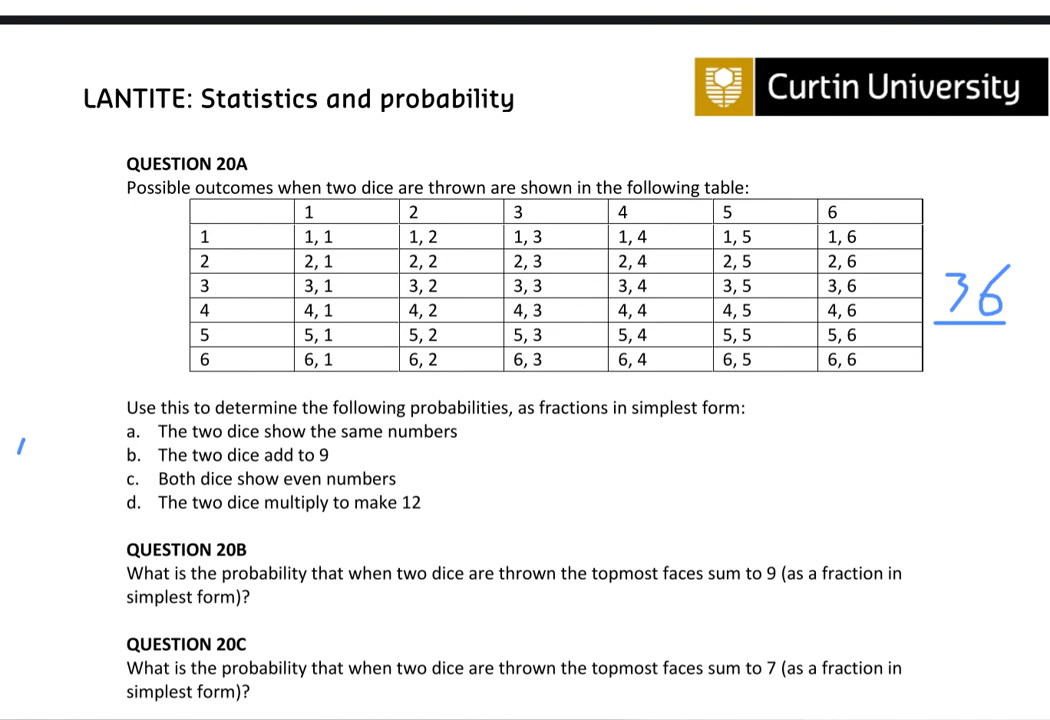 LANTITE: Statistics and probability
Curtin University
QUESTION 20A
Possible outcomes when two dice are thrown are shown in the following table:
1 2 3 4 5 6
1 1, 1 1, 2 1, 3 1, 4 1, 5 1, 6
2 2, 1 2, 2 2, 3 2, 4 2, 5 2, 6
3 3, 1 3, 2 3, 3 3, 4 3, 5 3, 6
4 4, 1 4, 2 4, 3 4, 4 4, 5 4, 6
5 5, 1 5, 2 5, 3 5, 4 5, 5 5, 6
6 6, 1 6, 2 6, 3 6, 4 6, 5 6, 6
36
Use this to determine the following probabilities, as fractions in simplest form:
a. The two dice show the same numbers
b. The two dice add to 9
c. Both dice show even numbers
d. The two dice multiply to make 12
QUESTION 20B
What is the probability that when two dice are thrown the topmost faces sum to 9 (as a fraction in
simplest form)?
QUESTION 20C
What is the probability that when two dice are thrown the topmost faces sum to 7 (as a fraction in
simplest form)?